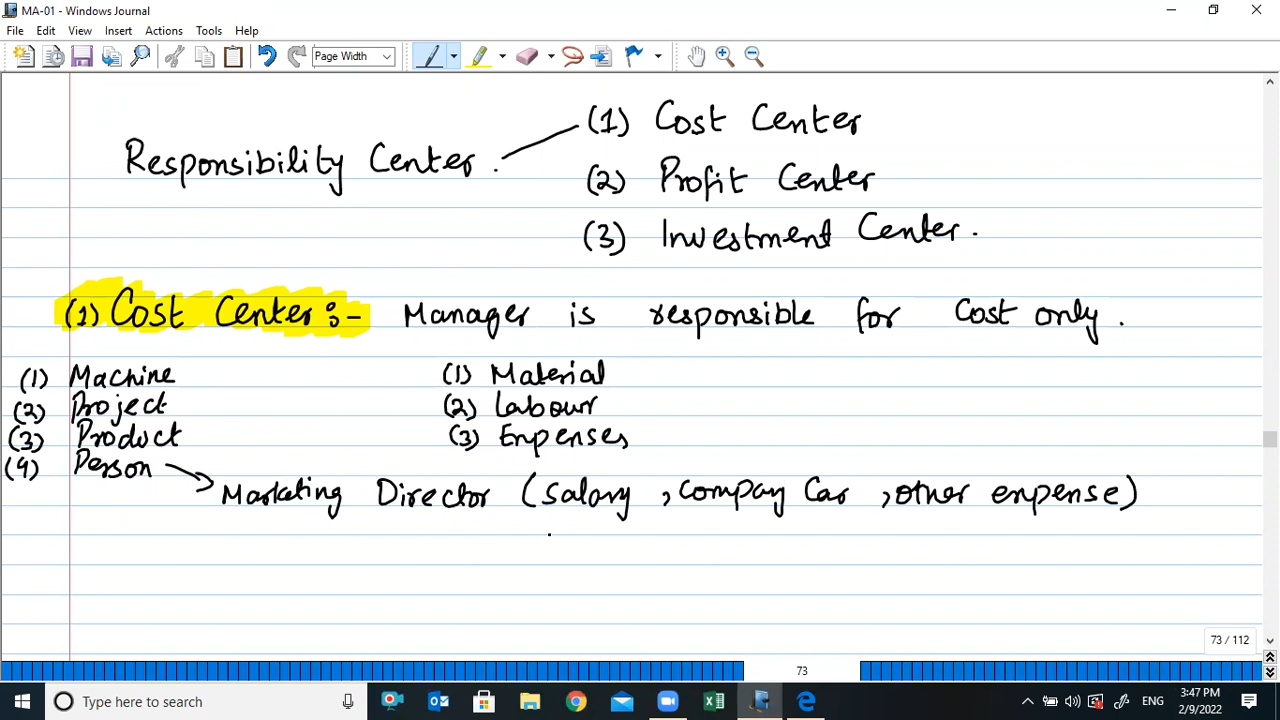 MA-01 - Windows Journal
File Edit View Insert Actions Tools Help
Page Width
Responsibility Center.
(1) Cost Center
(2) Profit Center
(3) Investment Center.
(1) Cost Center :- Manager is responsible for Cost only.
(1) Machine
(2) Project
(3) Product
(4) Person
(1) Material
(2) Labour
(3) Expenses
Marketing Director (Salary, Compay Car, other expense)
73 / 112
73
Type here to search
ENG
3:47 PM
2/9/2022